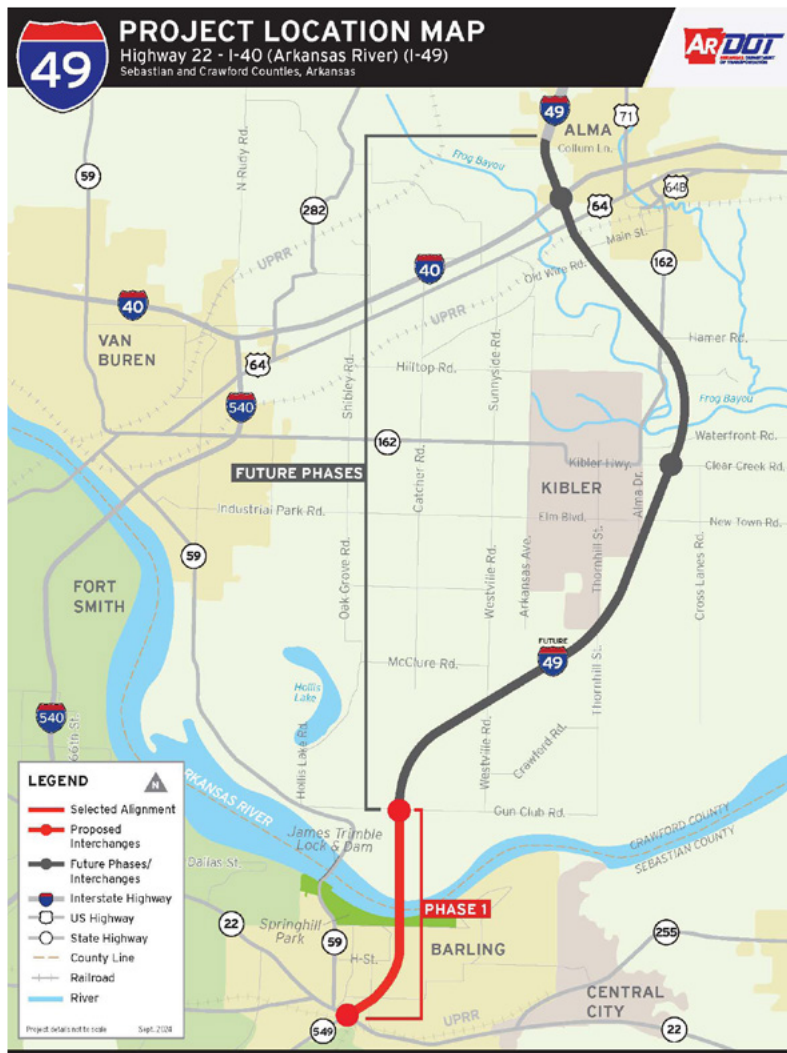 49
PROJECT LOCATION MAP
Highway 22 - I-40 (Arkansas River) (I-49)
Sebastian and Crawford Counties, Arkansas
ARDOT
ARKANSAS DEPARTMENT
OF TRANSPORTATION
49
ALMA
71
Collum Ln.
Frog Bayou
N Rudy Rd.
59
282
64
64B
UPRR
Main St.
40
Old Wire Rd.
162
40
UPRR
VAN
BUREN
64
Hamer Rd.
Shibley Rd.
Hilltop Rd.
Sunnyside Rd.
540
Frog Bayou
162
Waterfront Rd.
FUTURE PHASES
Catcher Rd.
Kibler Hwy.
Clear Creek Rd.
KIBLER
Alma Dr.
Industrial Park Rd.
Elm Blvd.
New Town Rd.
59
Oak Grove Rd.
Westville Rd.
Arkansas Ave.
Thornhill St.
Cross Lanes Rd.
FORT
SMITH
FUTURE
49
McClure Rd.
Hollis
Lake
Thornhill St.
540
66th St.
Hollis Lake Rd.
Westville Rd.
Crawford Rd.
ARKANSAS RIVER
Gun Club Rd.
CRAWFORD COUNTY
SEBASTIAN COUNTY
James Trimble
Lock & Dam
Dallas St.
PHASE 1
22
Springhill
Park
59
BARLING
H-St.
255
CENTRAL
CITY
549
UPRR
22
LEGEND
N
Selected Alignment
Proposed
Interchanges
Future Phases/
Interchanges
Interstate Highway
US Highway
State Highway
County Line
Railroad
River
Project details not to scale
Sept. 2024